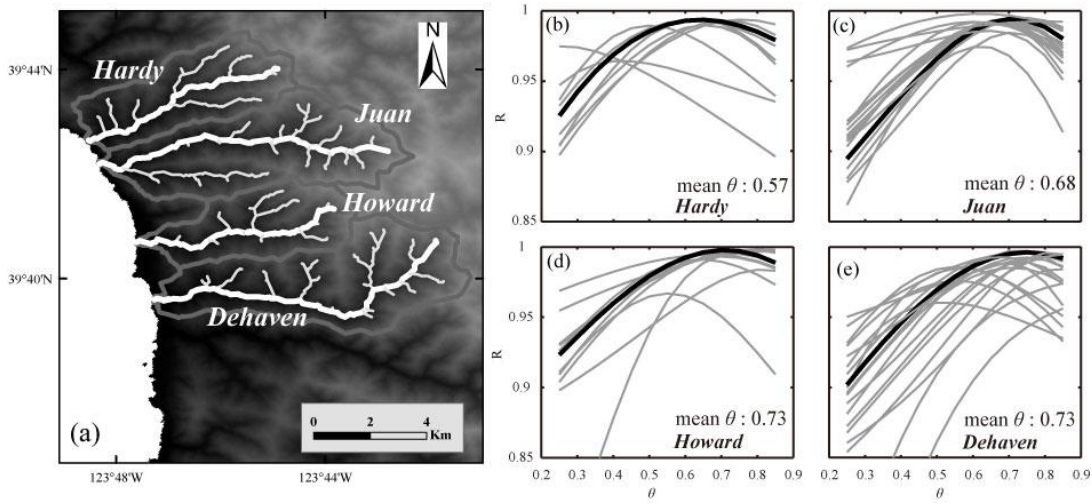 (a)
N
39°44'N
39°40'N
123°48'W
123°44'W
Hardy
Juan
Howard
Dehaven
0 2 4
Km
(b)
R
1
0.95
0.9
0.85
mean θ : 0.57
Hardy
(c)
mean θ : 0.68
Juan
(d)
R
1
0.95
0.9
0.85
mean θ : 0.73
Howard
0.2 0.3 0.4 0.5 0.6 0.7 0.8 0.9
θ
(e)
mean θ : 0.73
Dehaven
0.2 0.3 0.4 0.5 0.6 0.7 0.8 0.9
θ